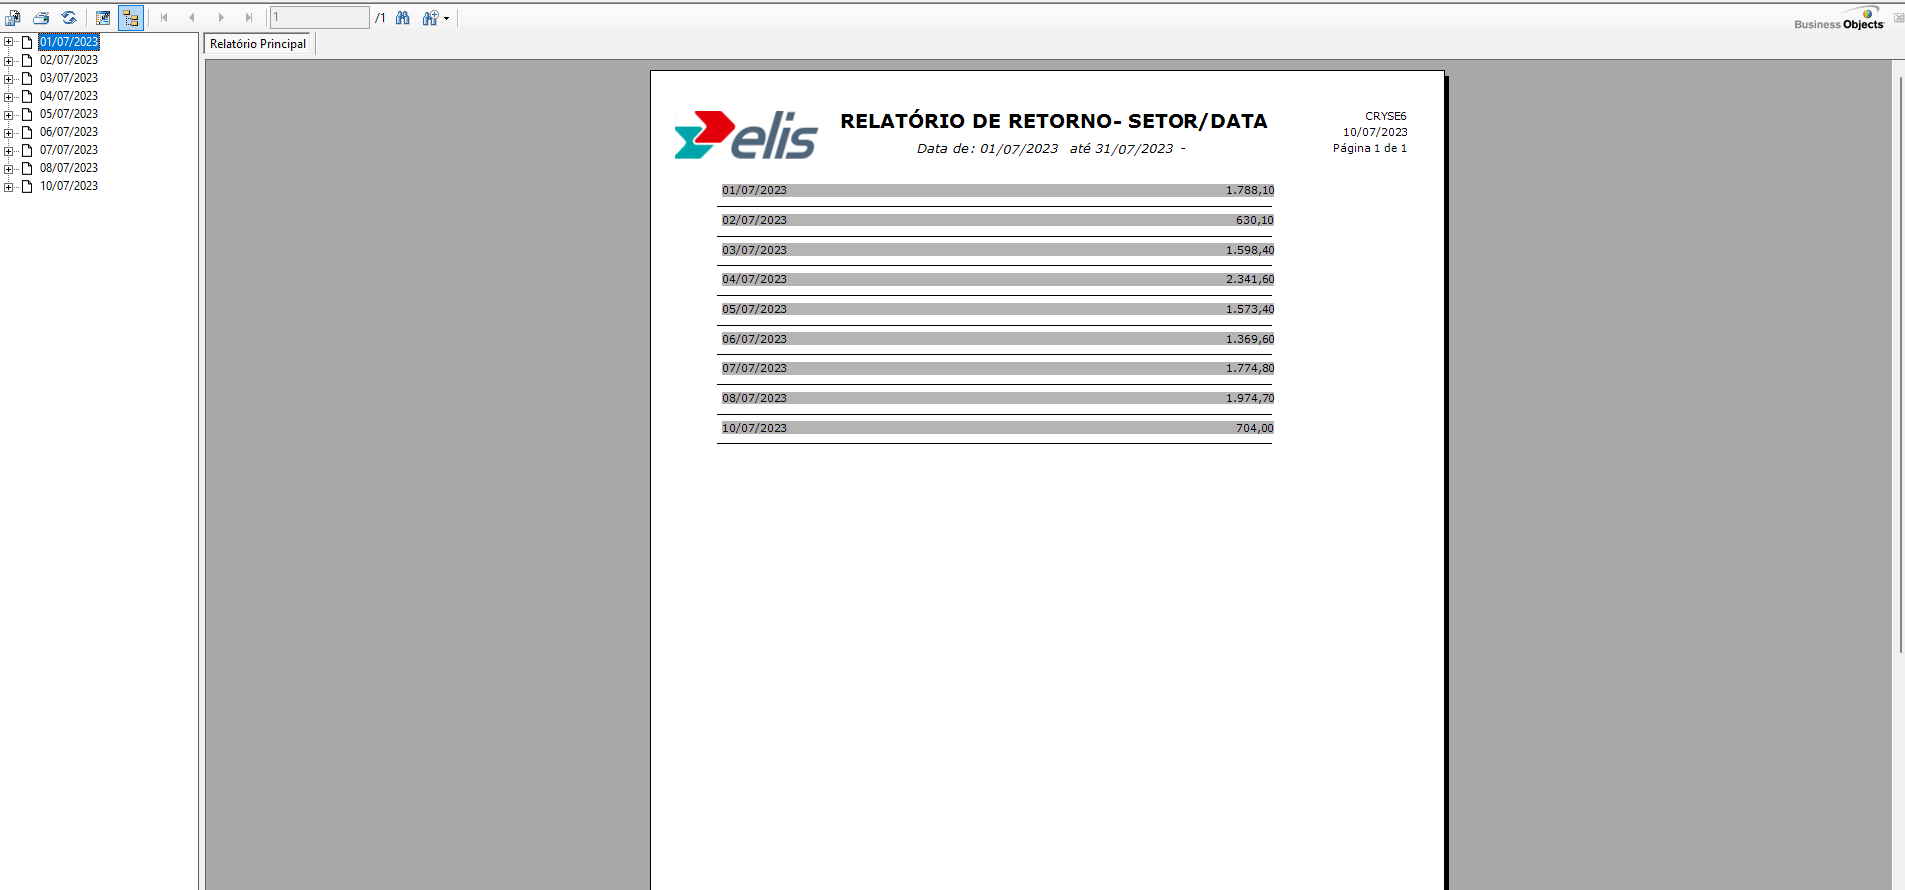 1 /1
Business Objects
01/07/2023
02/07/2023
03/07/2023
04/07/2023
05/07/2023
06/07/2023
07/07/2023
08/07/2023
10/07/2023
Relatório Principal
elis
RELATÓRIO DE RETORNO- SETOR/DATA
Data de: 01/07/2023 até 31/07/2023 -
CRYSE6
10/07/2023
Página 1 de 1
01/07/2023 1.788,10
02/07/2023 630,10
03/07/2023 1.598,40
04/07/2023 2.341,60
05/07/2023 1.573,40
06/07/2023 1.369,60
07/07/2023 1.774,80
08/07/2023 1.974,70
10/07/2023 704,00